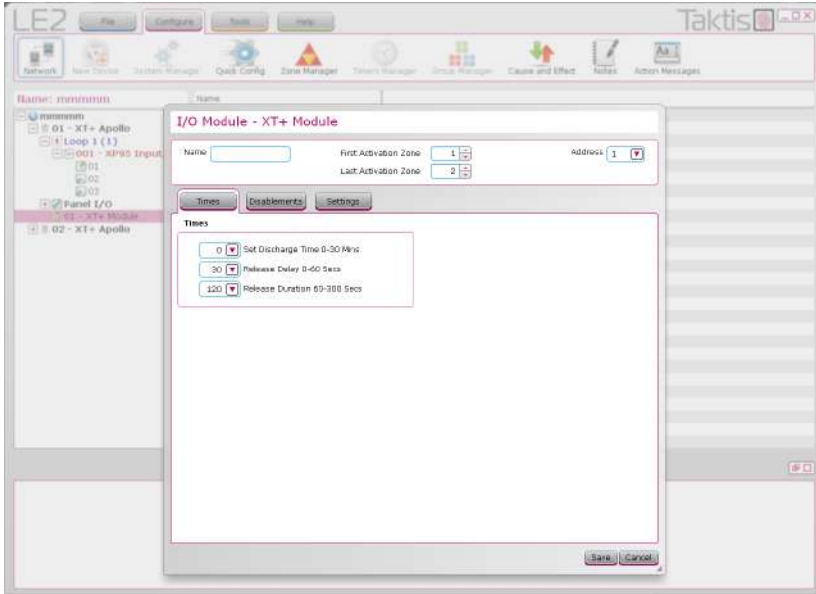 LE2 File Configure Tools Help Taktis
Network New Device System Manager Quick Config Zone Manager Timers Manager Group Manager Cause and Effect Notes Action Messages
Name: mmmmmm Name
mmmmmm
01 - XT+ Apollo
Loop 1 (1)
001 - XP95 Input
01
02
03
Panel I/O
01 - XT+ Module
02 - XT+ Apollo
I/O Module - XT+ Module
Name First Activation Zone 1 Address 1
Last Activation Zone 2
Times Disablements Settings
Times
0 Set Discharge Time 0-30 Mins
30 Release Delay 0-60 Secs
120 Release Duration 60-300 Secs
Save Cancel